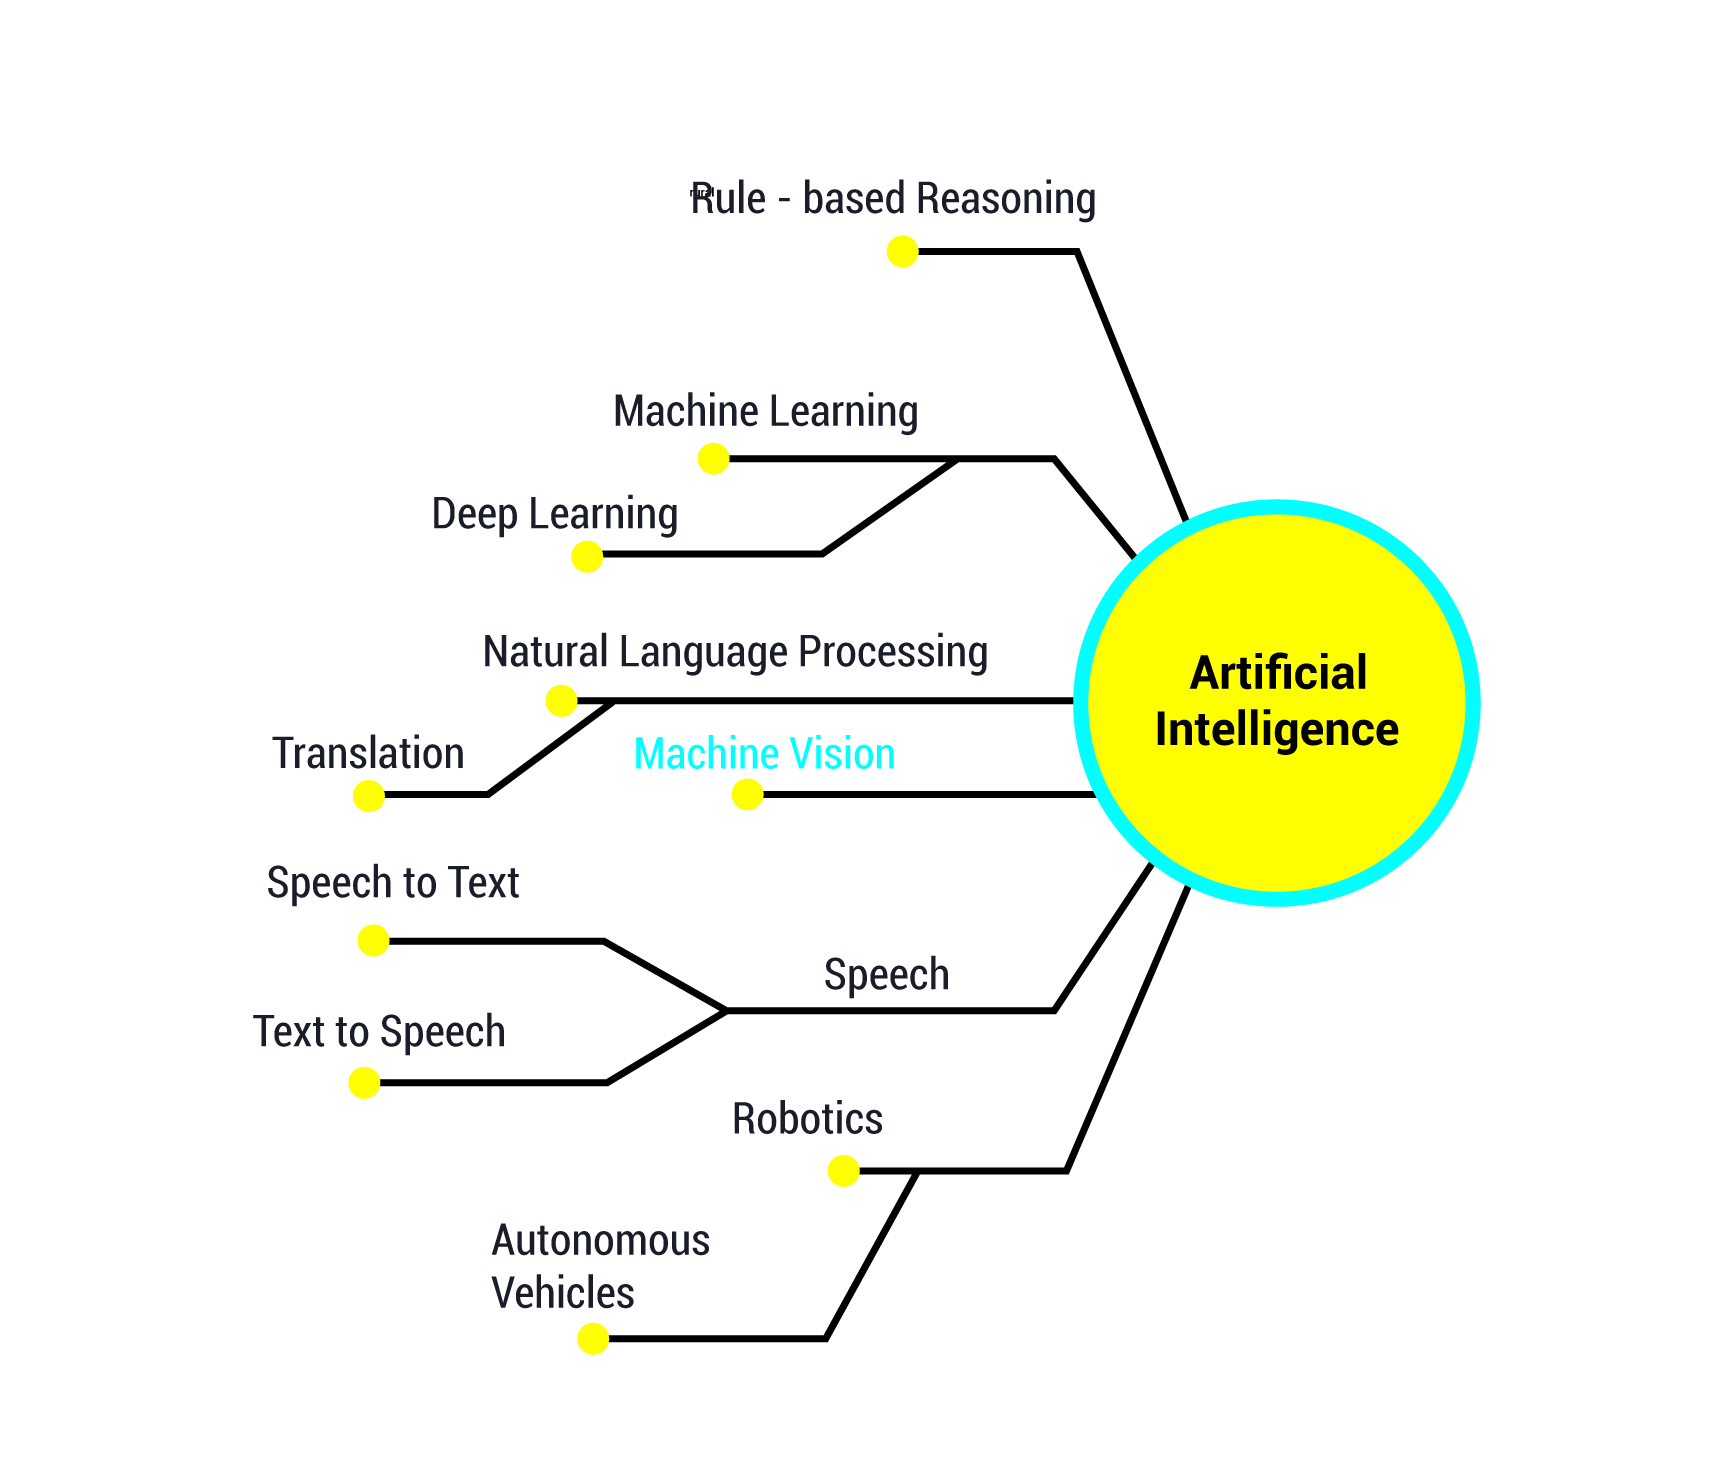 Rule - based Reasoning
rural
Machine Learning
Deep Learning
Natural Language Processing
Translation
Machine Vision
Artificial
Intelligence
Speech to Text
Speech
Text to Speech
Robotics
Autonomous
Vehicles